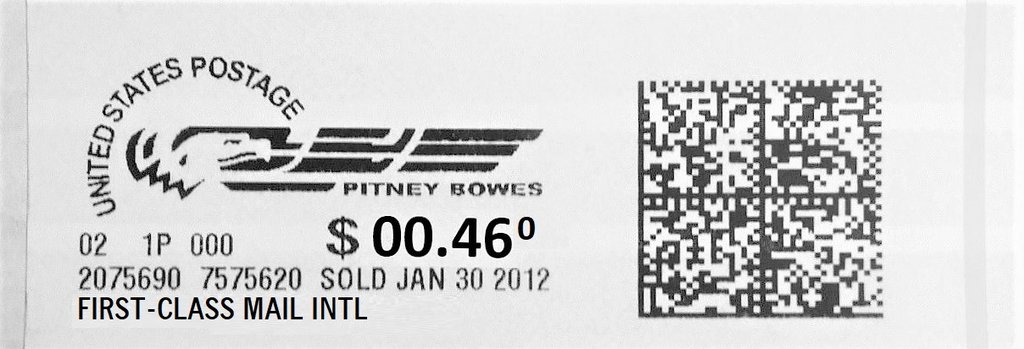 UNITED STATES POSTAGE
PITNEY BOWES
02 1P 000
$ 00.46⁰
2075690 7575620 SOLD JAN 30 2012
FIRST-CLASS MAIL INTL